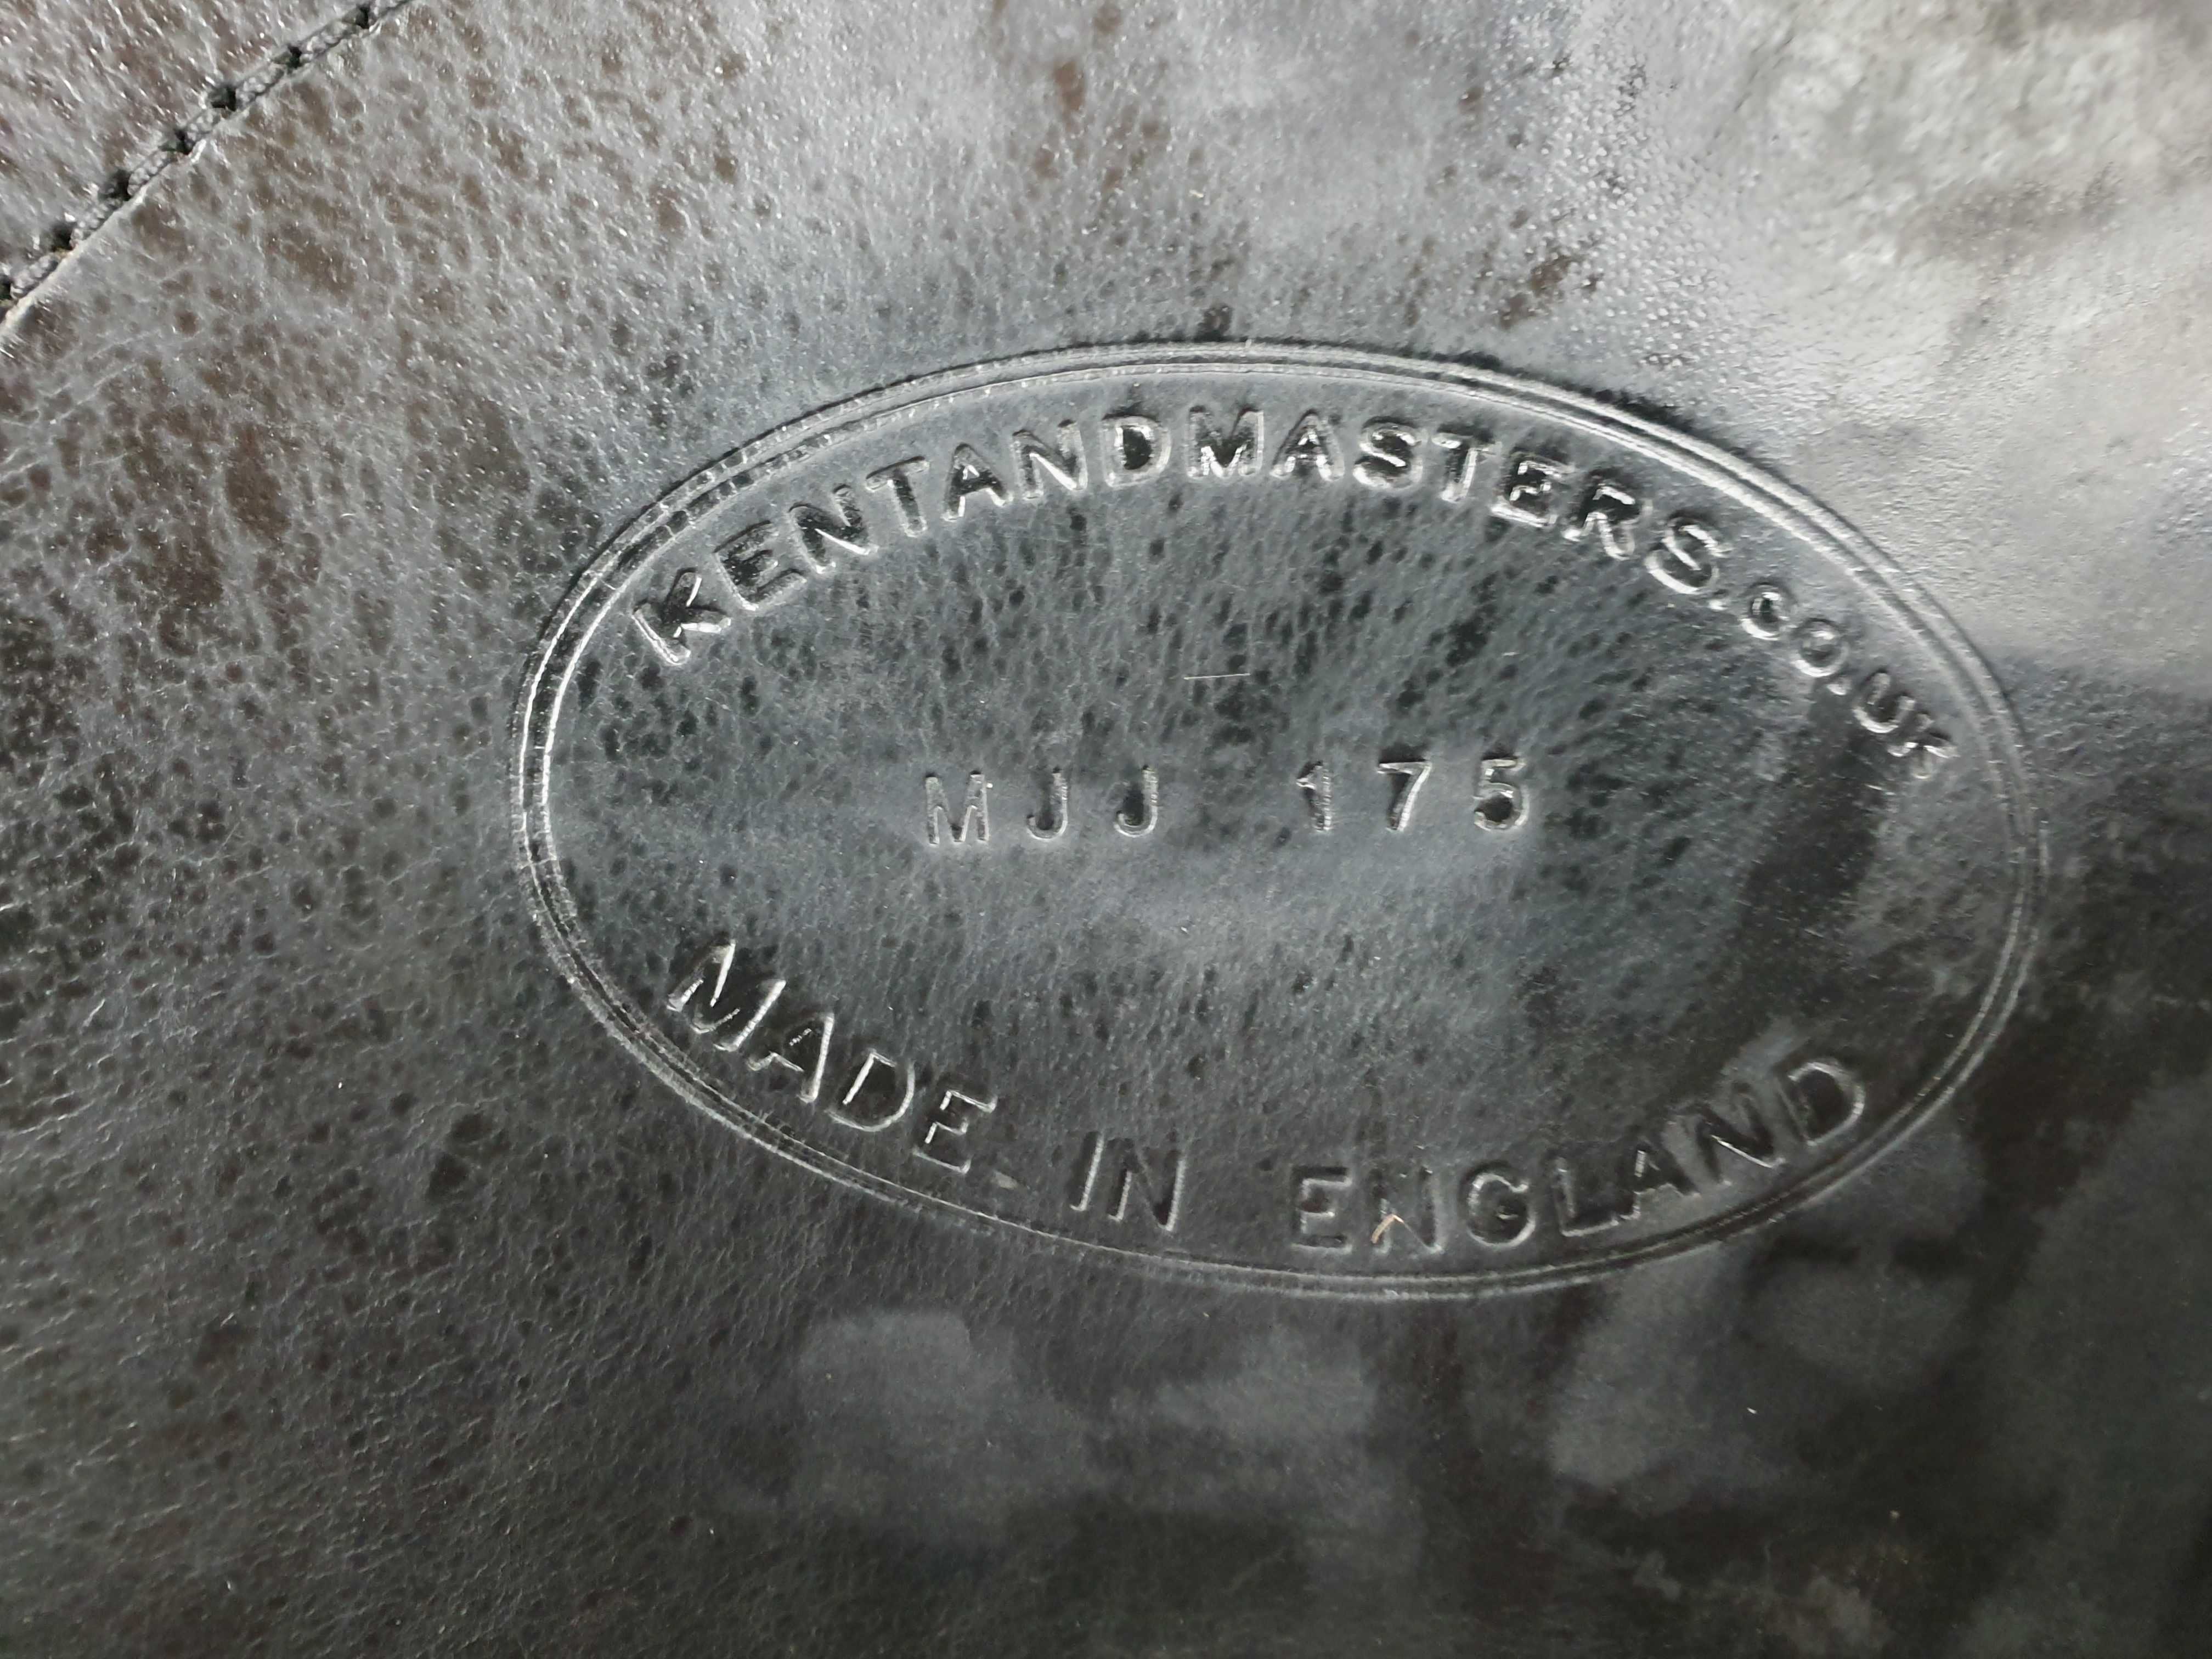 KENTANDMASTERS.CO.UK
MJJ 175
MADE IN ENGLAND